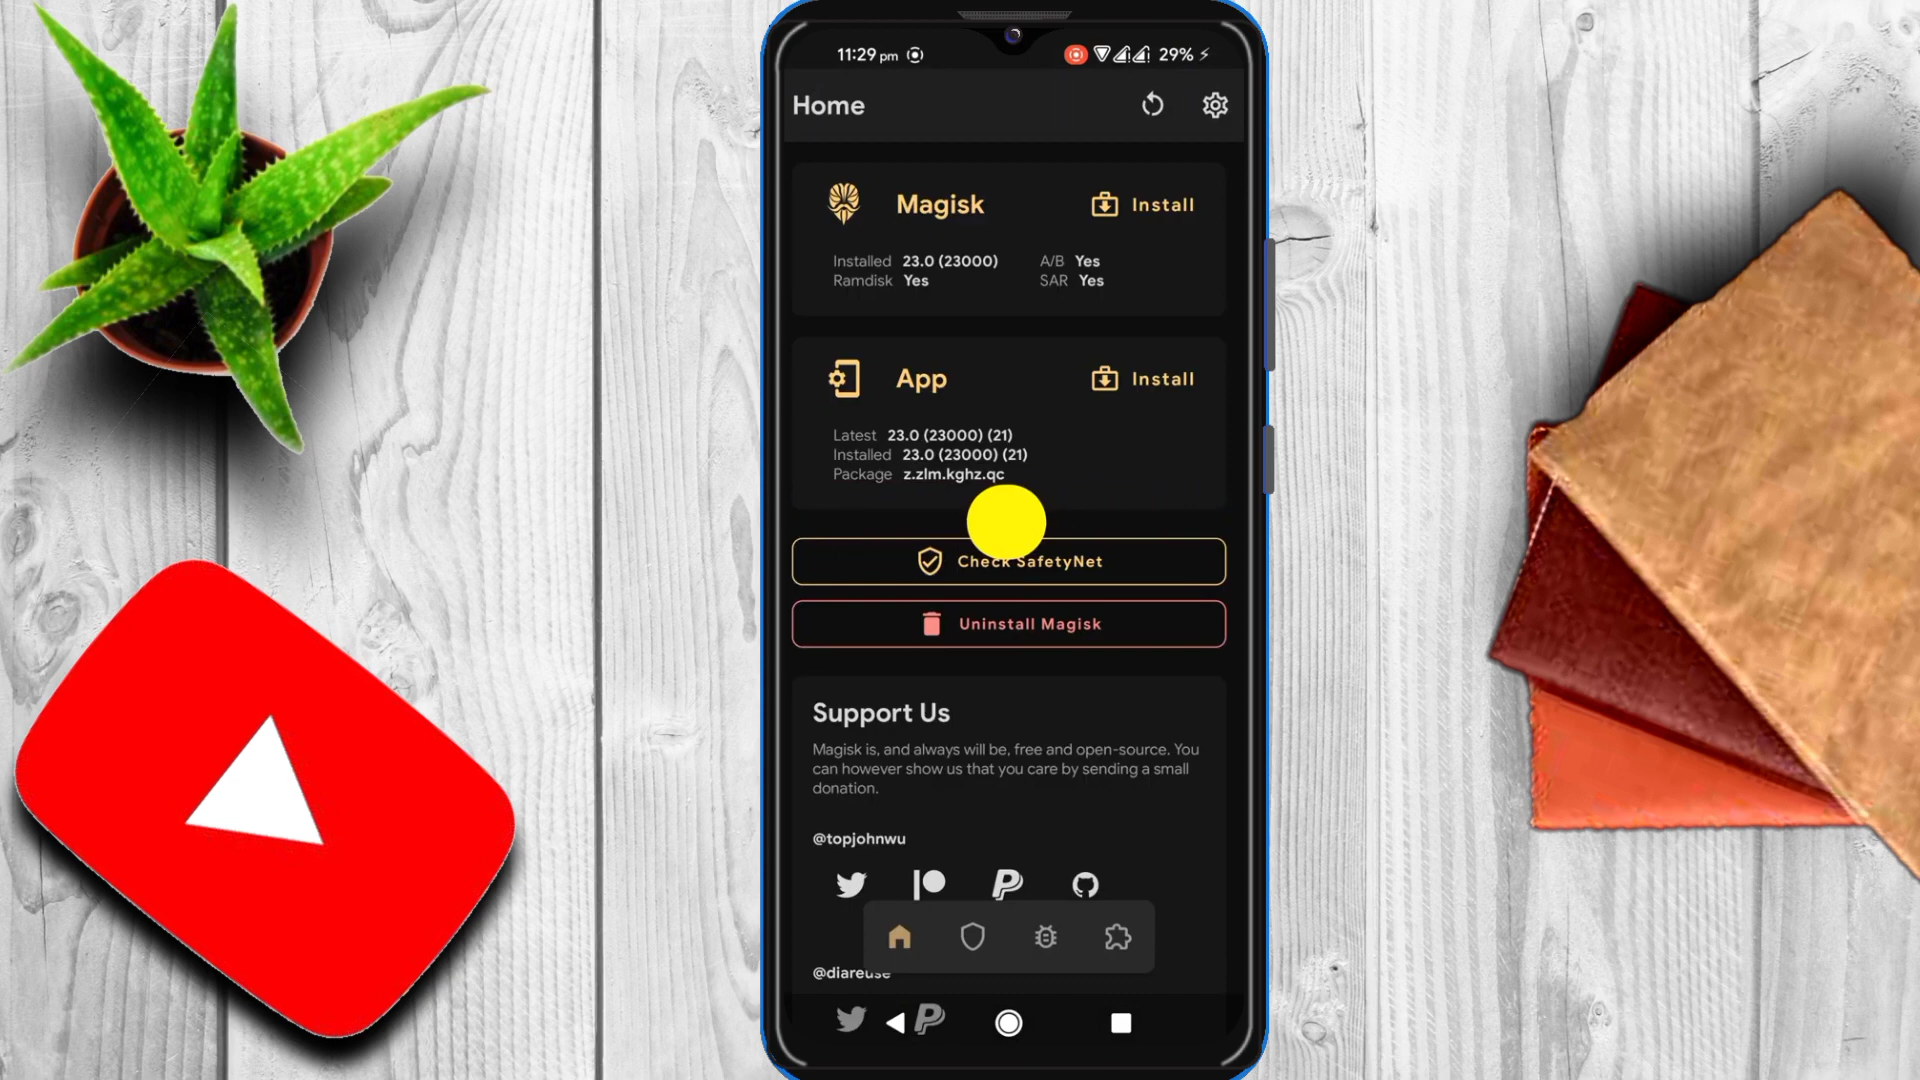 11:29 pm
29%
Home
Magisk
Install
Installed 23.0 (23000)
A/B Yes
Ramdisk Yes
SAR Yes
App
Install
Latest 23.0 (23000) (21)
Installed 23.0 (23000) (21)
Package z.zlm.kghz.qc
Check SafetyNet
Uninstall Magisk
Support Us
Magisk is, and always will be, free and open-source. You
can however show us that you care by sending a small
donation.
@topjohnwu
@diareuse